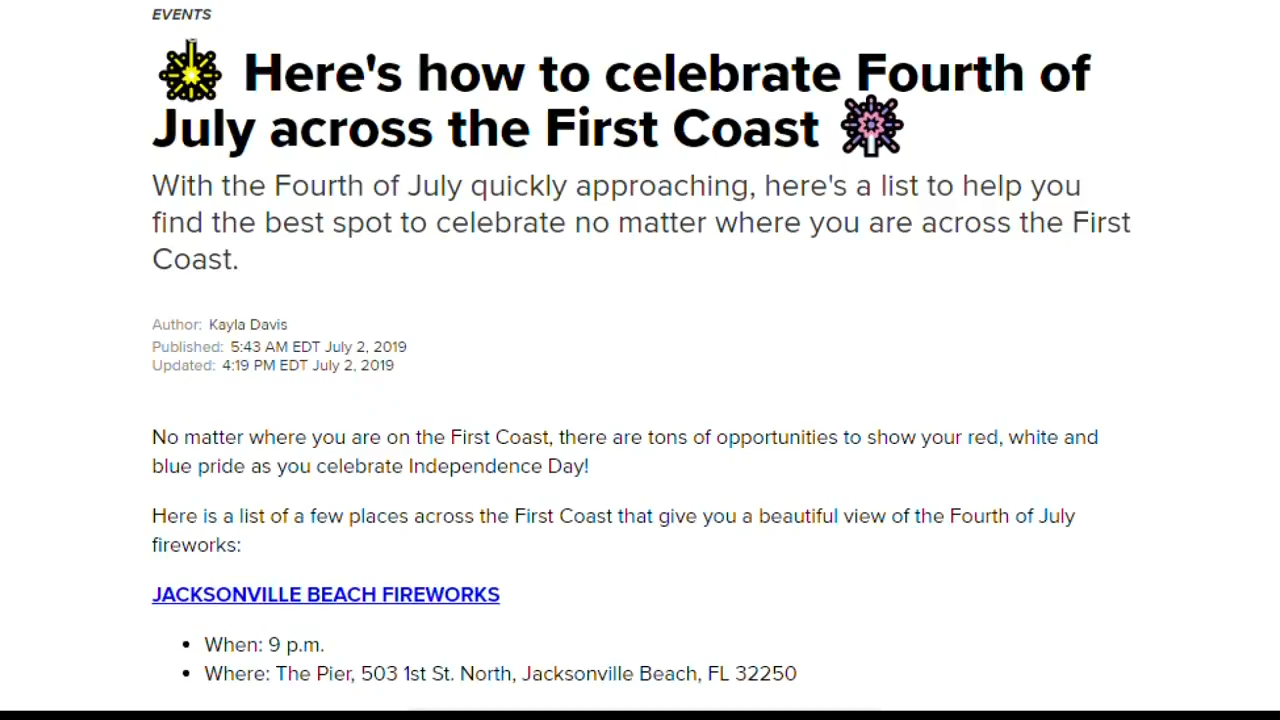 EVENTS
Here's how to celebrate Fourth of
July across the First Coast
With the Fourth of July quickly approaching, here's a list to help you
find the best spot to celebrate no matter where you are across the First
Coast.
Author: Kayla Davis
Published: 5:43 AM EDT July 2, 2019
Updated: 4:19 PM EDT July 2, 2019
No matter where you are on the First Coast, there are tons of opportunities to show your red, white and
blue pride as you celebrate Independence Day!
Here is a list of a few places across the First Coast that give you a beautiful view of the Fourth of July
fireworks:
JACKSONVILLE BEACH FIREWORKS
• When: 9 p.m.
• Where: The Pier, 503 1st St. North, Jacksonville Beach, FL 32250